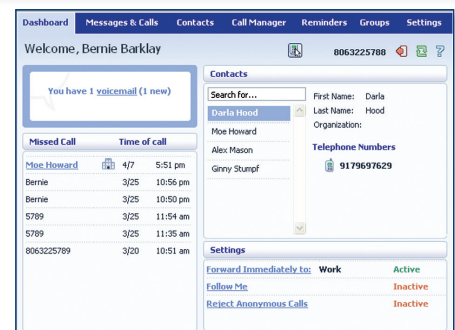 Dashboard Messages & Calls Contacts Call Manager Reminders Groups Settings
Welcome, Bernie Barklay
8063225788
You have 1 voicemail (1 new)
Missed Call Time of call
Moe Howard 4/7 5:51 pm
Bernie 3/25 10:56 pm
Bernie 3/25 10:50 pm
5789 3/25 11:54 am
5789 3/25 11:35 am
8063225789 3/20 10:51 am
Contacts
Search for...
Darla Hood
Moe Howard
Alex Mason
Ginny Stumpf
First Name: Darla
Last Name: Hood
Organization:
Telephone Numbers
9179697629
Settings
Forward Immediately to: Work Active
Follow Me Inactive
Reject Anonymous Calls Inactive